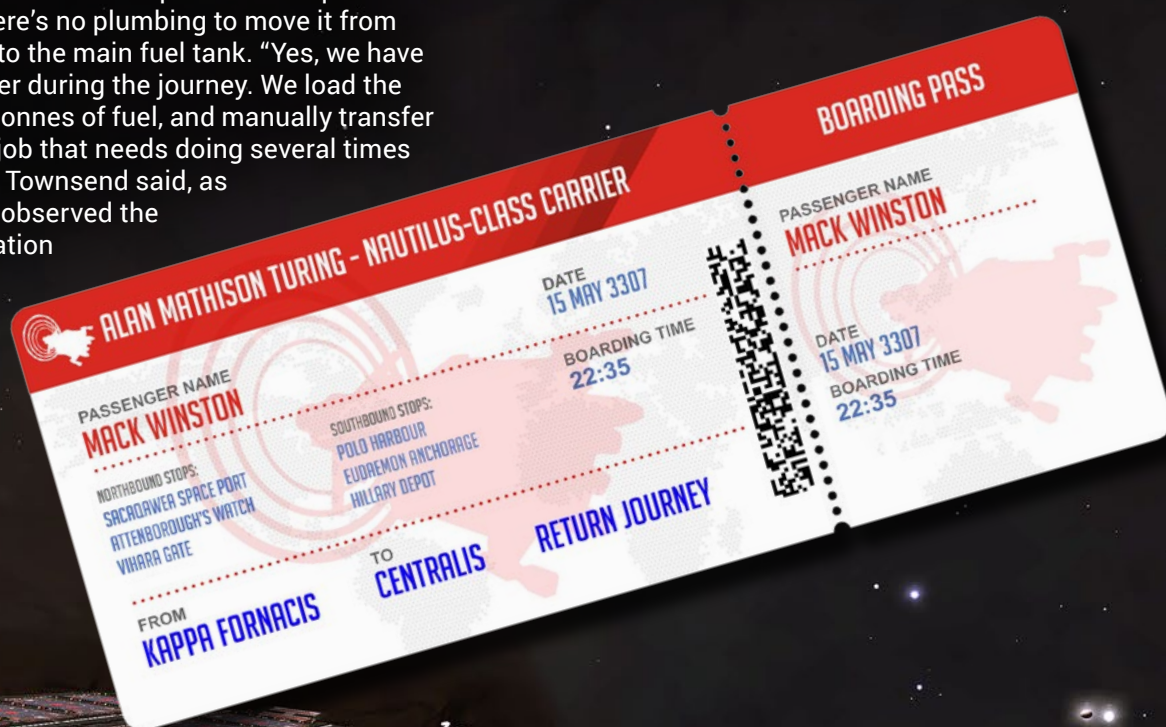 ere's no plumbing to move it from
to the main fuel tank. “Yes, we have
er during the journey. We load the
onnes of fuel, and manually transfer
job that needs doing several times
Townsend said, as
observed the
ation
ALAN MATHISON TURING - NAUTILUS-CLASS CARRIER
PASSENGER NAME
MACK WINSTON
DATE
15 MAY 3307
BOARDING TIME
22:35
NORTHBOUND STOPS:
SACAQAWEA SPACE PORT
ATTENBOROUGH'S WATCH
VIHARA GATE
SOUTHBOUND STOPS:
POLO HARBOUR
EUDAEMON ANCHORAGE
HILLARY DEPOT
FROM
KAPPA FORNACIS
TO
CENTRALIS
RETURN JOURNEY
BOARDING PASS
PASSENGER NAME
MACK WINSTON
DATE
15 MAY 3307
BOARDING TIME
22:35